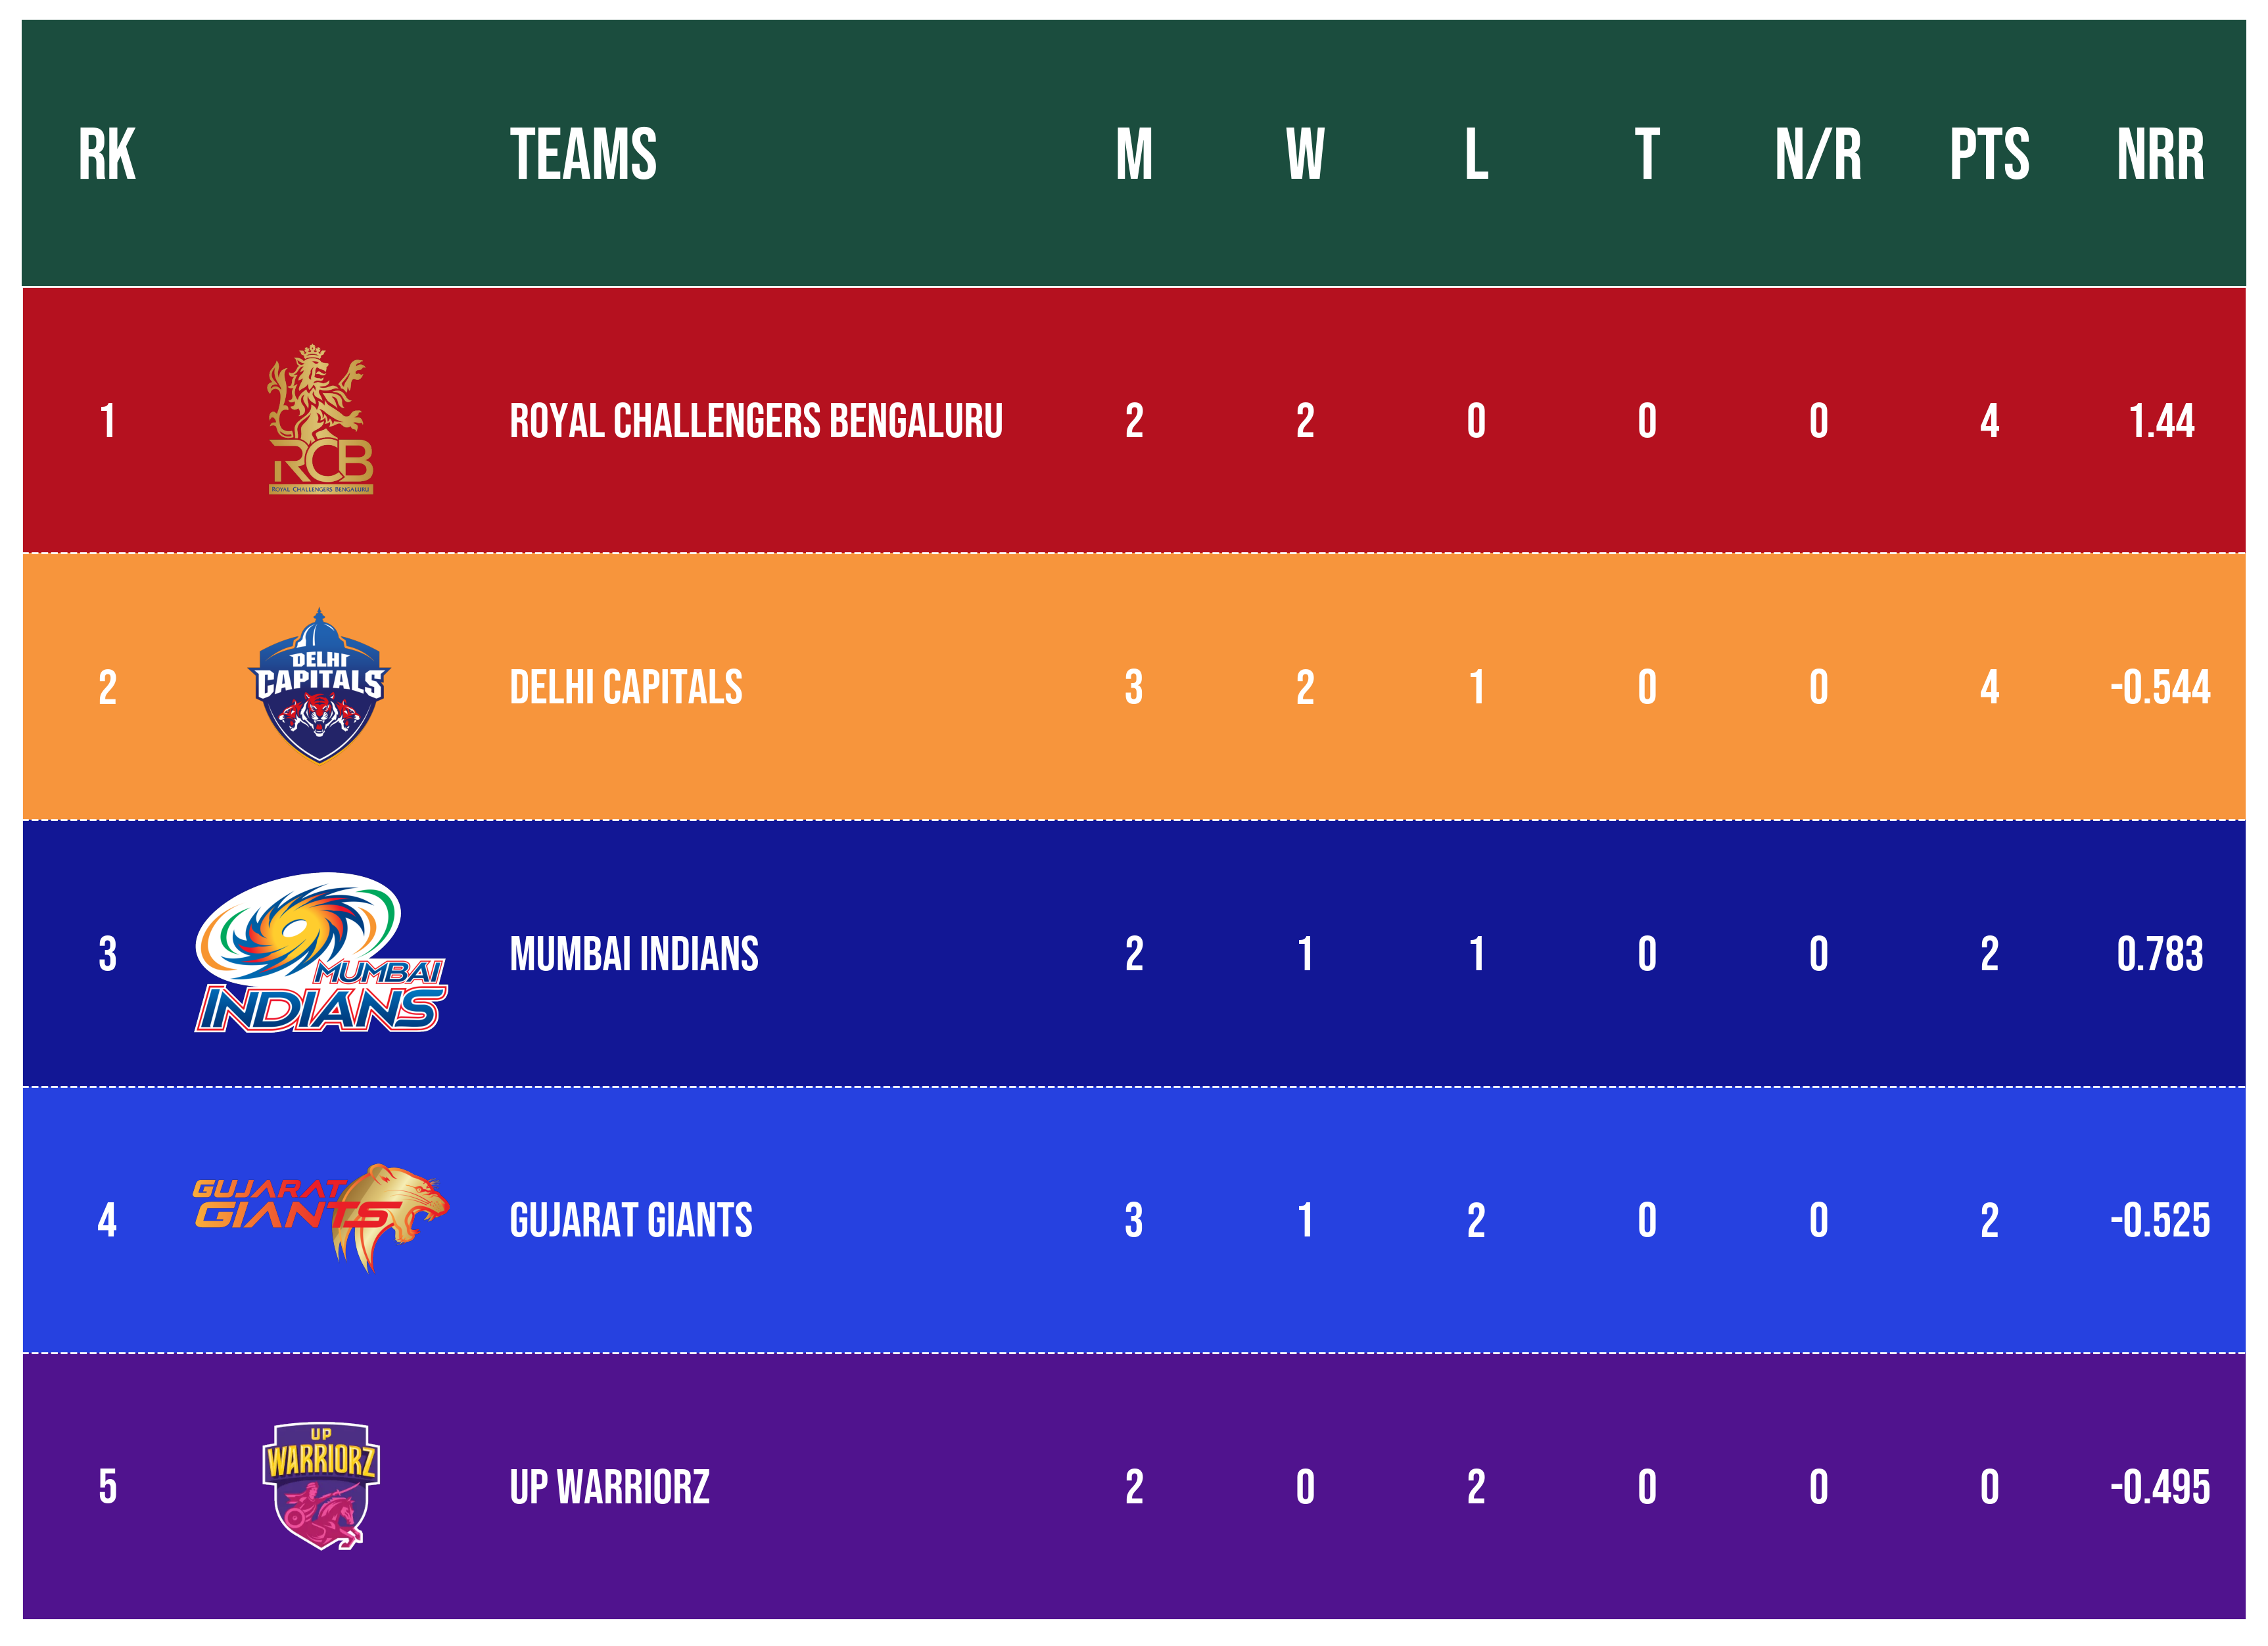 RK TEAMS M W L T N/R PTS NRR
RCB
ROYAL CHALLENGERS BENGALURU
1 ROYAL CHALLENGERS BENGALURU 2 2 0 0 0 4 1.44
DELHI
CAPITALS
2 DELHI CAPITALS 3 2 1 0 0 4 -0.544
MUMBAI
INDIANS
3 MUMBAI INDIANS 2 1 1 0 0 2 0.783
GUJARAT
GIANTS
4 GUJARAT GIANTS 3 1 2 0 0 2 -0.525
UP
WARRIORZ
5 UP WARRIORZ 2 0 2 0 0 0 -0.495